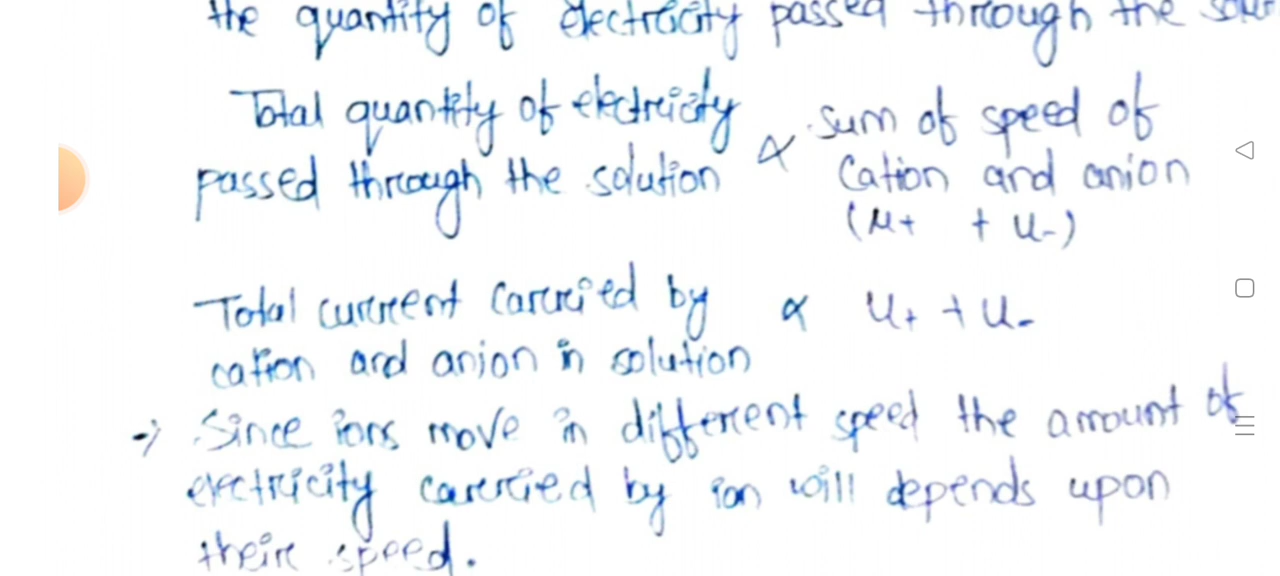 the quantity of electricity passed through the
Total quantity of electricity ∝ sum of speed of
passed through the solution cation and anion
(u+ + u-)
Total current carried by ∝ u+ + u-
cation and anion in solution
→ Since ions move in different speed the amount of
electricity carried by ion will depends upon
their speed.